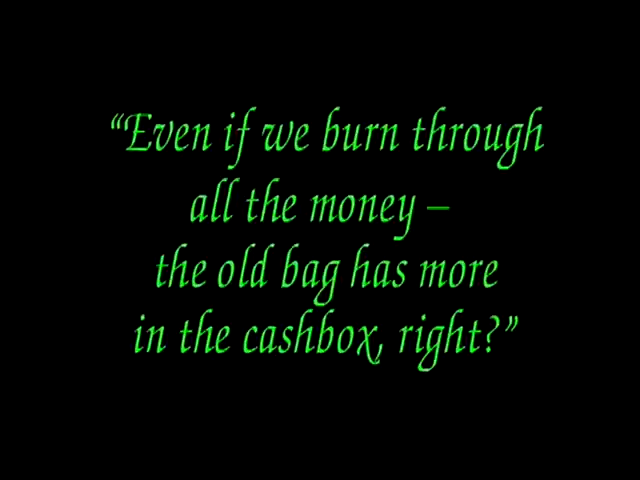 “Even if we burn through
all the money –
the old bag has more
in the cashbox, right?”